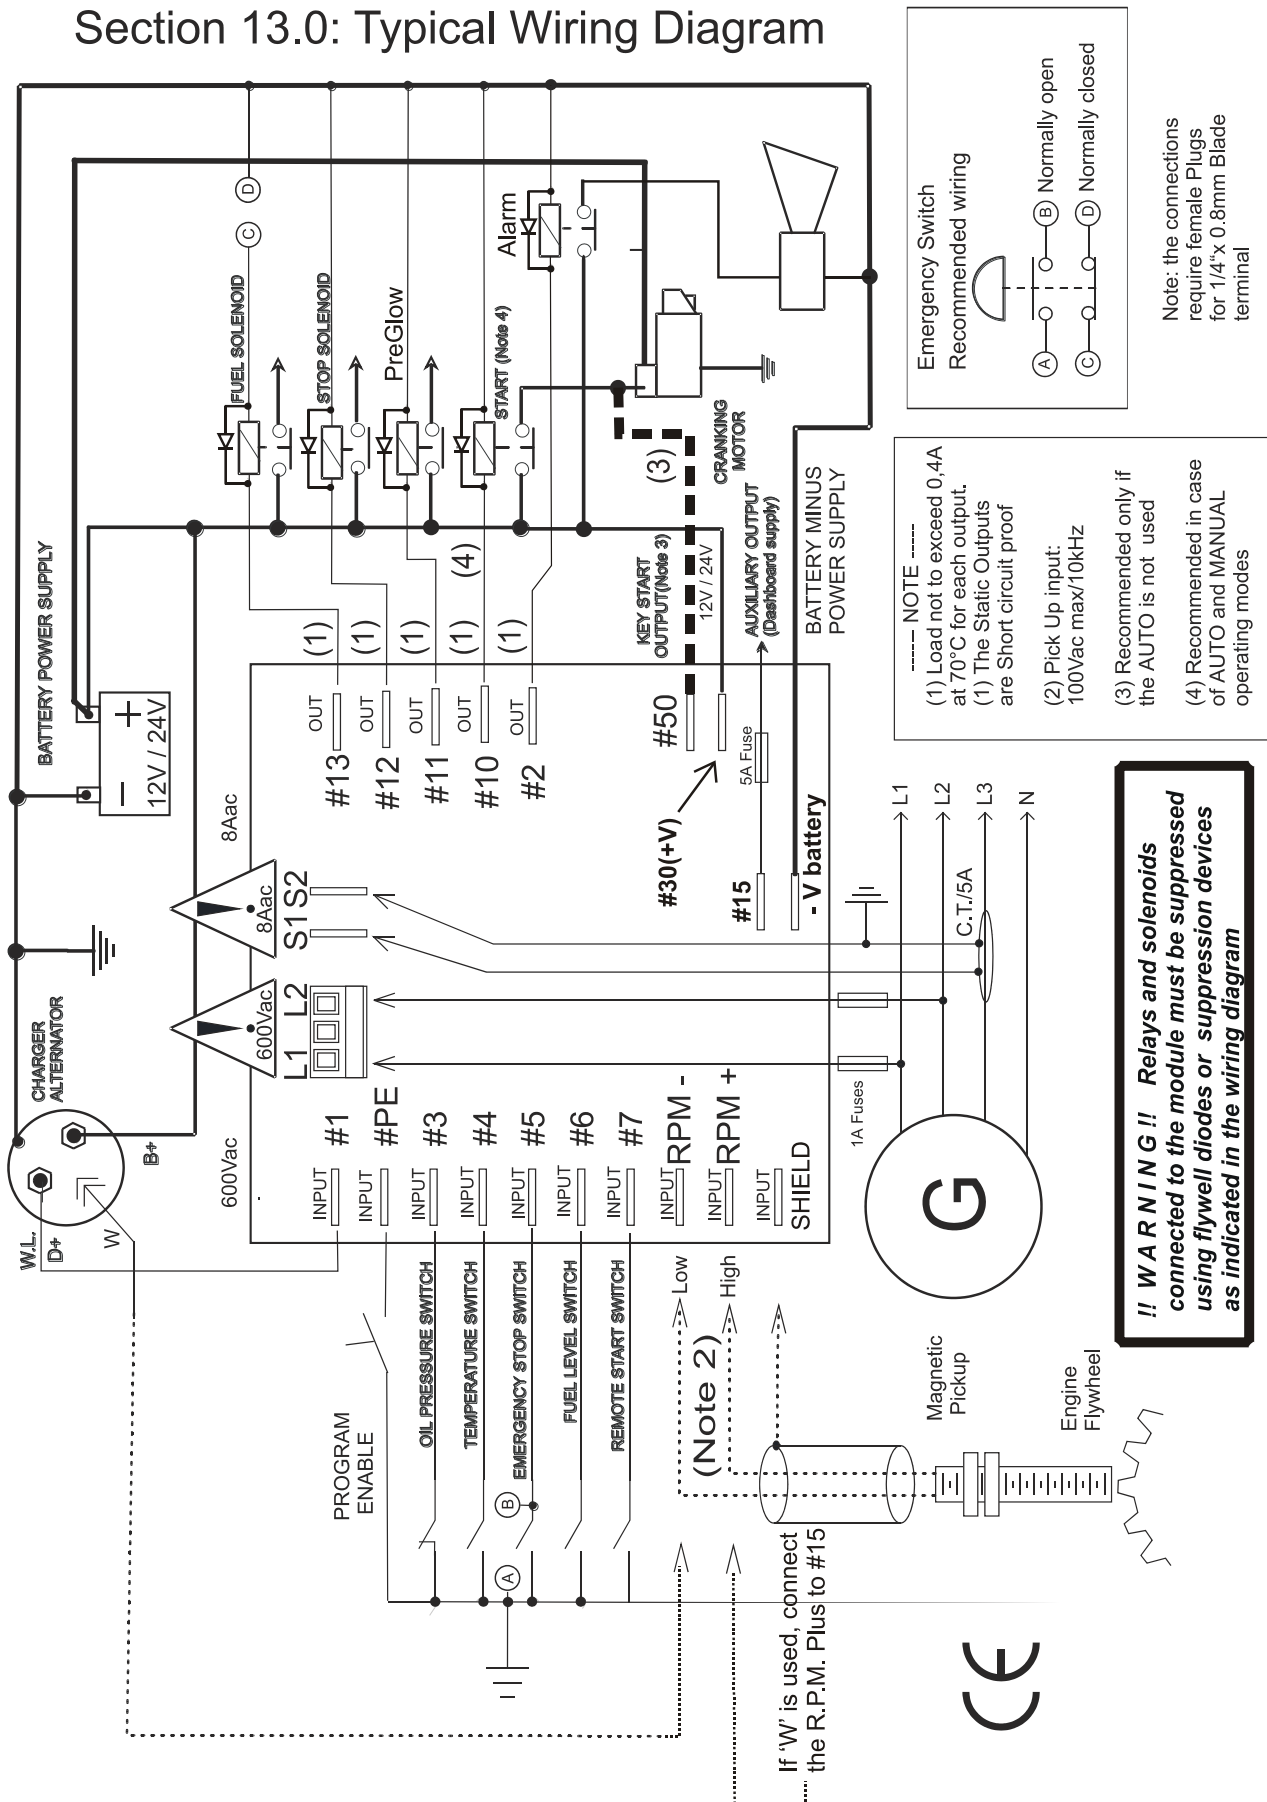 Section 13.0: Typical Wiring Diagram
BATTERY POWER SUPPLY
+
−
12V / 24V
FUEL SOLENOID
C
D
STOP SOLENOID
PreGlow
START (Note 4)
Alarm
(3)
(4)
CRANKING
MOTOR
KEY START
OUTPUT(Note 3)
12V / 24V
AUXILIARY OUTPUT
(Dashboard supply)
BATTERY MINUS
POWER SUPPLY
(1)
(1)
(1)
(1)
(1)
OUT
#13
OUT
#12
OUT
#11
OUT
#10
OUT
#2
#50
#30(+V)
5A Fuse
#15
- V battery
8Aac
8Aac
S1 S2
600Vac
L1 L2
600Vac
CHARGER
ALTERNATOR
B+
W.L.
D+
W
INPUT
#1
INPUT
#PE
INPUT
#3
INPUT
#4
INPUT
#5
INPUT
#6
INPUT
#7
INPUT
RPM -
INPUT
RPM +
INPUT
SHIELD
PROGRAM
ENABLE
OIL PRESSURE SWITCH
TEMPERATURE SWITCH
EMERGENCY STOP SWITCH
A
B
FUEL LEVEL SWITCH
REMOTE START SWITCH
Low
High
(Note 2)
If 'W' is used, connect
the R.P.M. Plus to #15
Magnetic
Pickup
Engine
Flywheel
1A Fuses
C.T./5A
L1
L2
L3
N
G
CE
Emergency Switch
Recommended wiring
A
B Normally open
C
D Normally closed
Note: the connections
require female Plugs
for 1/4“x 0.8mm Blade
terminal
------ NOTE ------
(1) Load not to exceed 0,4A
at 70°C for each output.
(1) The Static Outputs
are Short circuit proof
(2) Pick Up input:
100Vac max/10kHz
(3) Recommended only if
the AUTO is not used
(4) Recommended in case
of AUTO and MANUAL
operating modes
!! W A R N I N G !! Relays and solenoids
connected to the module must be suppressed
using flywell diodes or suppression devices
as indicated in the wiring diagram